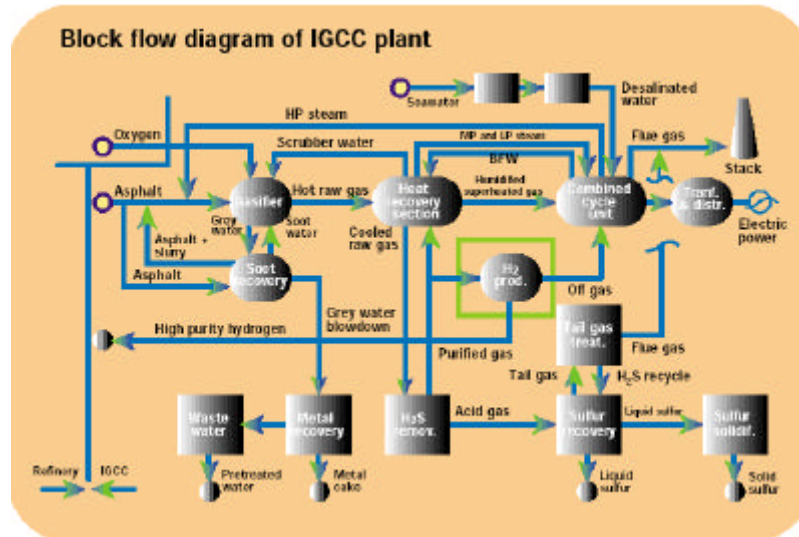 Block flow diagram of IGCC plant
Seawater
Desalinated
water
HP steam
Oxygen
Scrubber water
MP and LP steam
BFW
Flue gas
Stack
Asphalt
Gasifier
Hot raw gas
Heat
recovery
section
Humidified
superheated gas
Combined
cycle
unit
Tranf.
& distr.
Electric
power
Grey
water
Soot
water
Cooled
raw gas
Asphalt +
slurry
Asphalt
Soot
recovery
H2
prod.
Off gas
High purity hydrogen
Grey water
blowdown
Purified gas
Tail gas
treat.
Flue gas
Tail gas
H2S recycle
Waste
water
Metal
recovery
H2S
remov.
Acid gas
Sulfur
recovery
Liquid sulfur
Sulfur
solidif.
Refinery
IGCC
Pretreated
water
Metal
cake
Liquid
sulfur
Solid
sulfur